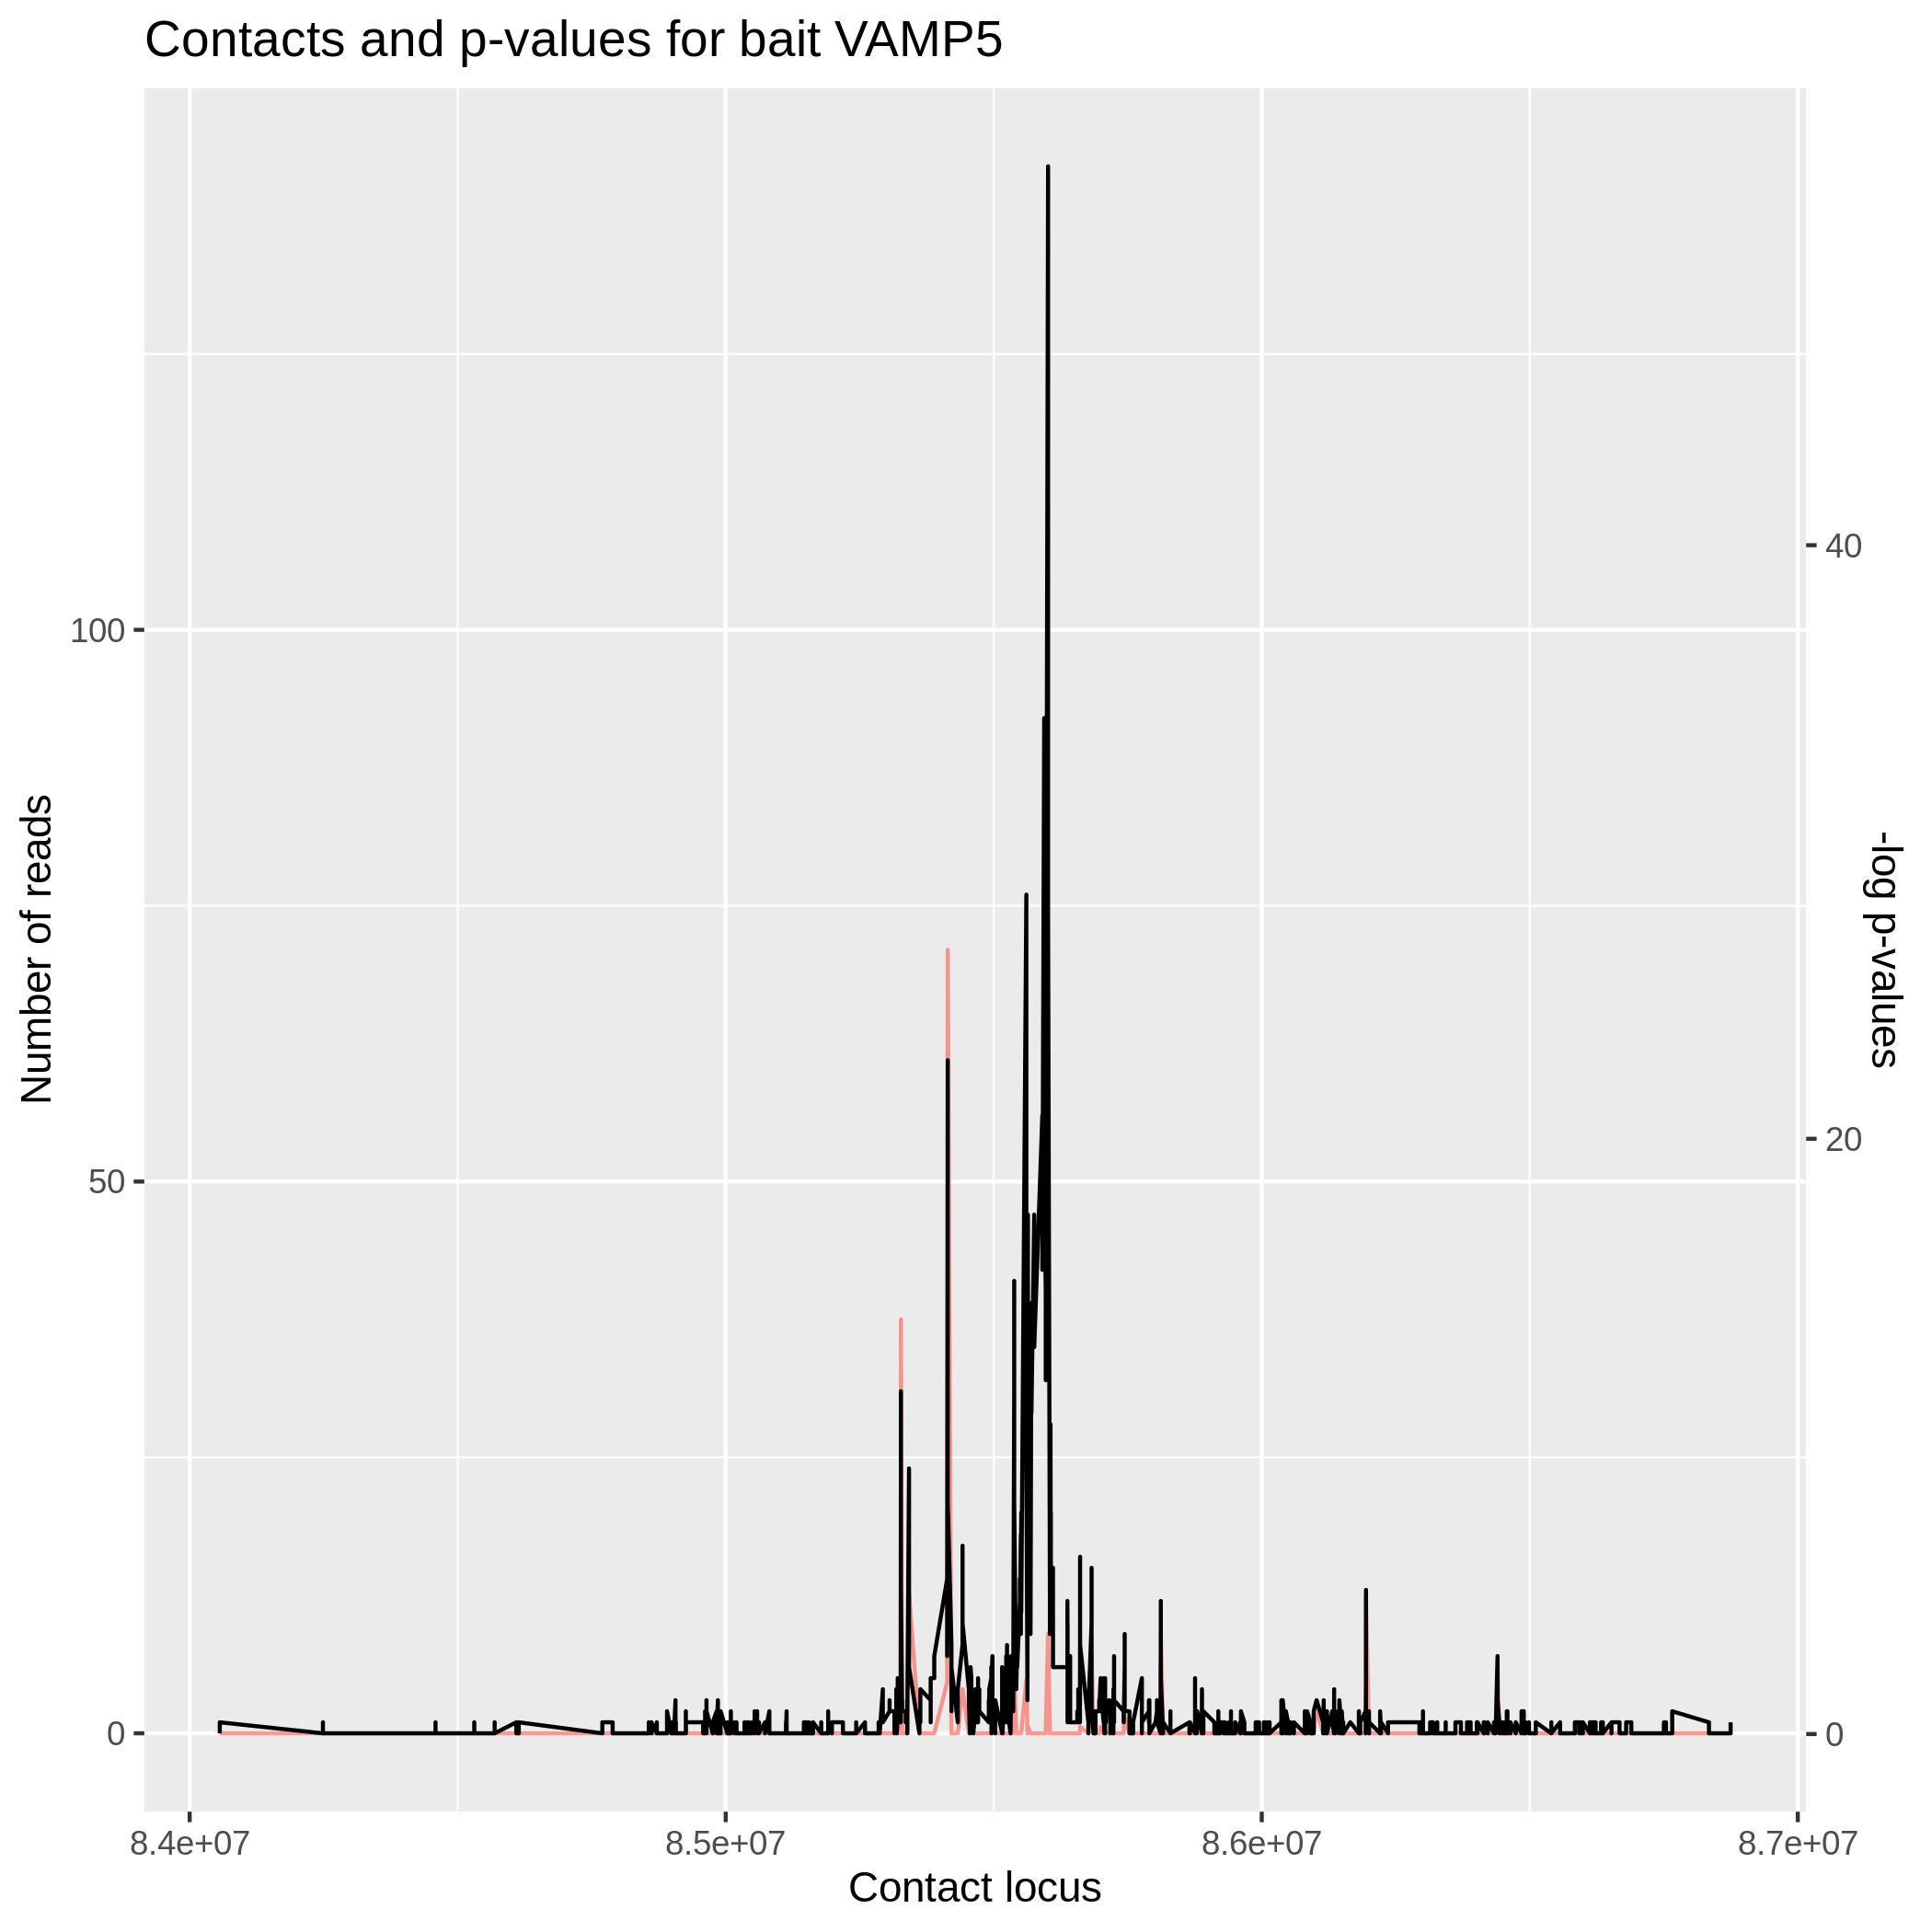 Contacts and p-values for bait VAMP5
Number of reads
100
50
0
40
20
0
-log p-values
8.4e+07
8.5e+07
8.6e+07
8.7e+07
Contact locus